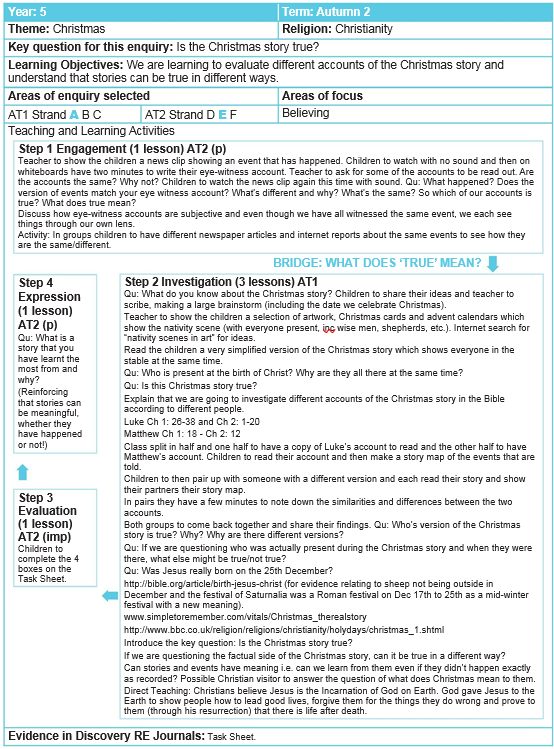 Year: 5
Term: Autumn 2
Theme: Christmas
Religion: Christianity
Key question for this enquiry: Is the Christmas story true?
Learning Objectives: We are learning to evaluate different accounts of the Christmas story and
understand that stories can be true in different ways.
Areas of enquiry selected
Areas of focus
AT1 Strand A B C
AT2 Strand D E F
Believing
Teaching and Learning Activities
Step 1 Engagement (1 lesson) AT2 (p)
Teacher to show the children a news clip showing an event that has happened. Children to watch with no sound and then on
whiteboards have two minutes to write their eye-witness account. Teacher to ask for some of the accounts to be read out. Are
the accounts the same? Why not? Children to watch the news clip again this time with sound. Qu: What happened? Does the
version of events match your eye witness account? What's different and why? What's the same? So which of our accounts is
true? What does true mean?
Discuss how eye-witness accounts are subjective and even though we have all witnessed the same event, we each see
things through our own lens.
Activity: In groups children to have different newspaper articles and internet reports about the same events to see how they
are the same/different.
BRIDGE: WHAT DOES 'TRUE' MEAN?
Step 2 Investigation (3 lessons) AT1
Qu: What do you know about the Christmas story? Children to share their ideas and teacher to
scribe, making a large brainstorm (including the date we celebrate Christmas).
Teacher to show the children a selection of artwork, Christmas cards and advent calendars which
show the nativity scene (with everyone present, inc wise men, shepherds, etc.). Internet search for
"nativity scenes in art" for ideas.
Read the children a very simplified version of the Christmas story which shows everyone in the
stable at the same time.
Qu: Who is present at the birth of Christ? Why are they all there at the same time?
Qu: Is this Christmas story true?
Explain that we are going to investigate different accounts of the Christmas story in the Bible
according to different people.
Luke Ch 1: 26-38 and Ch 2: 1-20
Matthew Ch 1: 18 - Ch 2: 12
Class split in half and one half to have a copy of Luke's account to read and the other half to have
Matthew's account. Children to read their account and then make a story map of the events that are
told.
Children to then pair up with someone with a different version and each read their story and show
their partners their story map.
In pairs they have a few minutes to note down the similarities and differences between the two
accounts.
Both groups to come back together and share their findings. Qu: Who's version of the Christmas
story is true? Why? Why are there different versions?
Qu: If we are questioning who was actually present during the Christmas story and when they were
there, what else might be true/not true?
Qu: Was Jesus really born on the 25th December?
http://bible.org/article/birth-jesus-christ (for evidence relating to sheep not being outside in
December and the festival of Saturnalia was a Roman festival on Dec 17th to 25th as a mid-winter
festival with a new meaning).
www.simpletoremember.com/vitals/Christmas_therealstory
http://www.bbc.co.uk/religion/religions/christianity/holydays/christmas_1.shtml
Introduce the key question: Is the Christmas story true?
If we are questioning the factual side of the Christmas story, can it be true in a different way?
Can stories and events have meaning i.e. can we learn from them even if they didn't happen exactly
as recorded? Possible Christian visitor to answer the question of what does Christmas mean to them.
Direct Teaching: Christians believe Jesus is the Incarnation of God on Earth. God gave Jesus to the
Earth to show people how to lead good lives, forgive them for the things they do wrong and prove to
them (through his resurrection) that there is life after death.
Step 3
Evaluation
(1 lesson)
AT2 (imp)
Children to
complete the 4
boxes on the
Task Sheet.
Step 4
Expression
(1 lesson)
AT2 (p)
Qu: What is a
story that you
have learnt the
most from and
why?
(Reinforcing
that stories can
be meaningful,
whether they
have happened
or not!)
Evidence in Discovery RE Journals: Task Sheet.